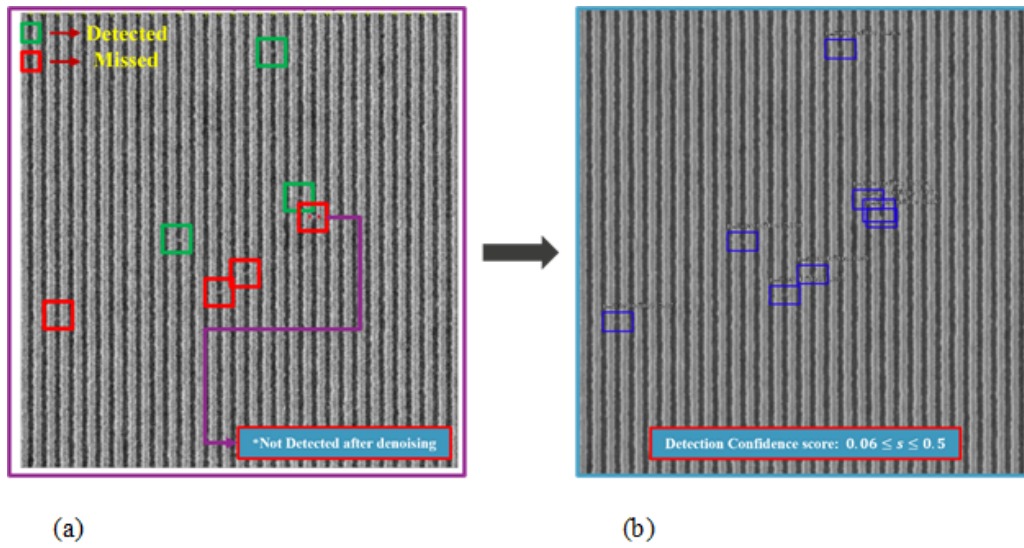 Detected
Missed
*Not Detected after denoising
Detection Confidence score: 0.06 ≤ s ≤ 0.5
(a)
(b)